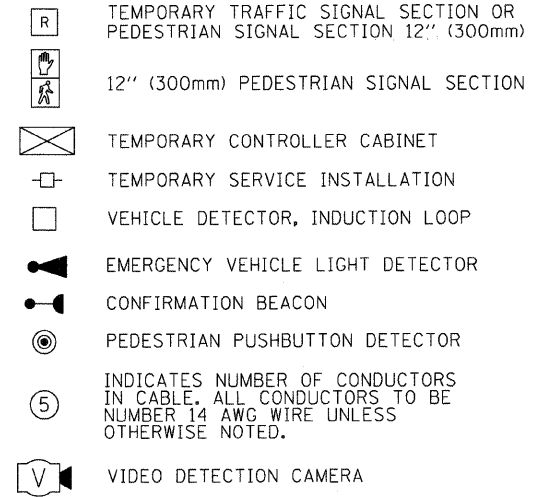 R TEMPORARY TRAFFIC SIGNAL SECTION OR
PEDESTRIAN SIGNAL SECTION 12" (300mm)
12" (300mm) PEDESTRIAN SIGNAL SECTION
TEMPORARY CONTROLLER CABINET
TEMPORARY SERVICE INSTALLATION
VEHICLE DETECTOR, INDUCTION LOOP
EMERGENCY VEHICLE LIGHT DETECTOR
CONFIRMATION BEACON
PEDESTRIAN PUSHBUTTON DETECTOR
INDICATES NUMBER OF CONDUCTORS
5 IN CABLE. ALL CONDUCTORS TO BE
NUMBER 14 AWG WIRE UNLESS
OTHERWISE NOTED.
V VIDEO DETECTION CAMERA